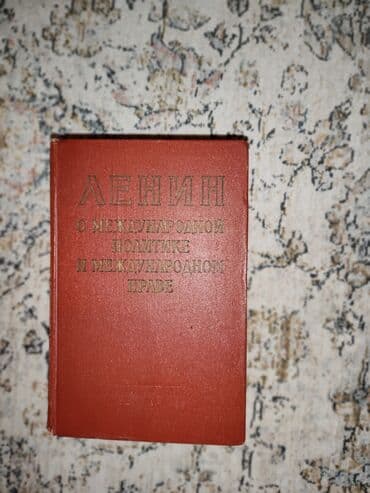 ЛЕНИН
О МЕЖДУНАРОДНОЙ
ПОЛИТИКЕ
И МЕЖДУНАРОДНОМ
ПРАВЕ